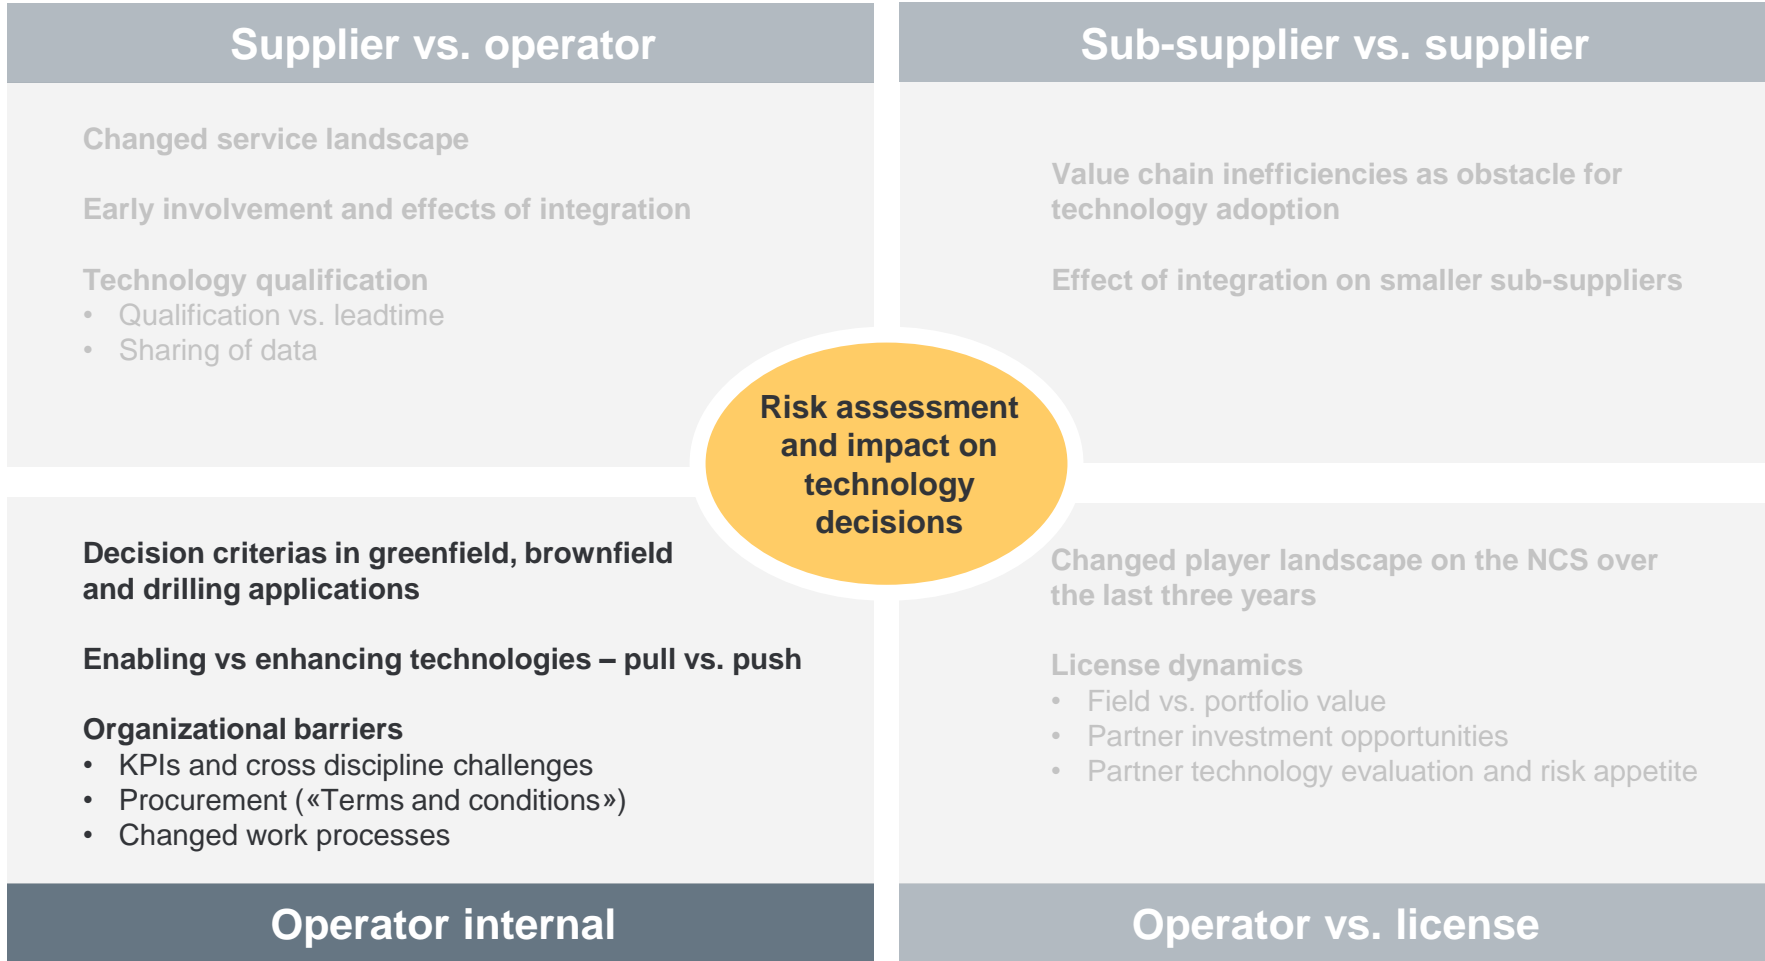 Supplier vs. operator
Changed service landscape
Early involvement and effects of integration
Technology qualification
• Qualification vs. leadtime
• Sharing of data
Sub-supplier vs. supplier
Value chain inefficiencies as obstacle for
technology adoption
Effect of integration on smaller sub-suppliers
Risk assessment
and impact on
technology
decisions
Decision criterias in greenfield, brownfield
and drilling applications
Enabling vs enhancing technologies – pull vs. push
Organizational barriers
• KPIs and cross discipline challenges
• Procurement («Terms and conditions»)
• Changed work processes
Operator internal
Changed player landscape on the NCS over
the last three years
License dynamics
• Field vs. portfolio value
• Partner investment opportunities
• Partner technology evaluation and risk appetite
Operator vs. license